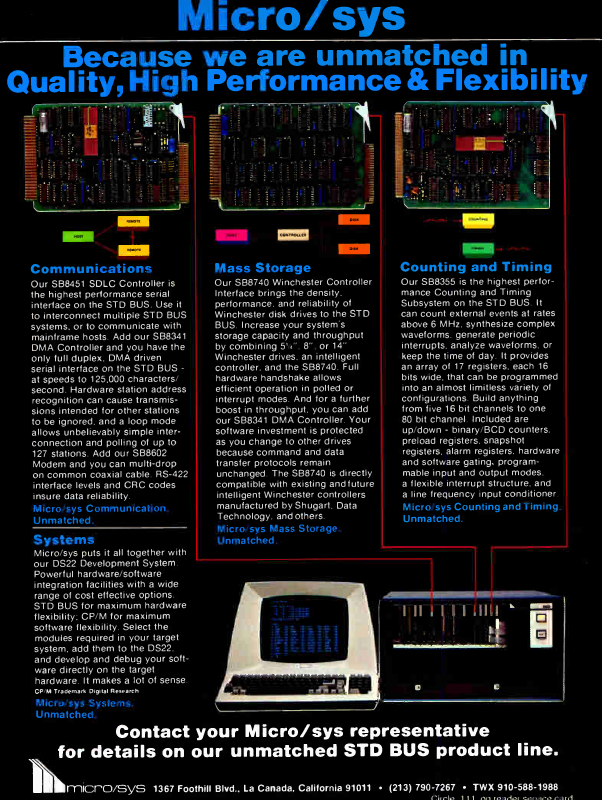 Micro/sys
Because we are unmatched in
Quality, High Performance & Flexibility
REMOTE
HOST
REMOTE
DISK
CONTROLLER
DISK
COUNTING
TIMING
Communications
Our SB8451 SDLC Controller is
the highest performance serial
interface on the STD BUS. Use it
to interconnect multiple STD BUS
systems, or to communicate with
mainframe hosts. Add our SB8341
DMA Controller and you have the
only full duplex, DMA driven
serial interface on the STD BUS -
at speeds to 125,000 characters/
second. Hardware station address
recognition can cause transmis-
sions intended for other stations
to be ignored, and a loop mode
allows unbelievably simple inter-
connection and polling of up to
127 stations. Add our SB8602
Modem and you can multi-drop
on common coaxial cable. RS-422
interface levels and CRC codes
insure data reliability.
Micro/sys Communication.
Unmatched.
Systems
Micro/sys puts it all together with
our DS22 Development System.
Powerful hardware/software
integration facilities with a wide
range of cost effective options.
STD BUS for maximum hardware
flexibility; CP/M for maximum
software flexibility. Select the
modules required in your target
system, add them to the DS22,
and develop and debug your soft-
ware directly on the target
hardware. It makes a lot of sense.
CP/M Trademark Digital Research
Micro/sys Systems.
Unmatched.
Mass Storage
Our SB8740 Winchester Controller
Interface brings the density,
performance, and reliability of
Winchester disk drives to the STD
BUS. Increase your system's
storage capacity and throughput
by combining 5¼", 8", or 14"
Winchester drives, an intelligent
controller, and the SB8740. Full
hardware handshake allows
efficient operation in polled or
interrupt modes. And for a further
boost in throughput, you can add
our SB8341 DMA Controller. Your
software investment is protected
as you change to other drives
because command and data
transfer protocols remain
unchanged. The SB8740 is directly
compatible with existing and future
intelligent Winchester controllers
manufactured by Shugart, Data
Technology, and others.
Micro/sys Mass Storage.
Unmatched.
Counting and Timing
Our SB8355 is the highest perfor-
mance Counting and Timing
Subsystem on the STD BUS. It
can count external events at rates
above 6 MHz, synthesize complex
waveforms, generate periodic
interrupts, analyze waveforms, or
keep the time of day. It provides
an array of 17 registers, each 16
bits wide, that can be programmed
into an almost limitless variety of
configurations. Build anything
from five 16 bit channels to one
80 bit channel. Included are
up/down - binary/BCD counters,
preload registers, snapshot
registers, alarm registers, hardware
and software gating, program-
mable input and output modes,
a flexible interrupt structure, and
a line frequency input conditioner.
Micro/sys Counting and Timing.
Unmatched.
Contact your Micro/sys representative
for details on our unmatched STD BUS product line.
micro/sys 1367 Foothill Blvd., La Canada, California 91011 • (213) 790-7267 • TWX 910-588-1988
Circle 111 on reader service card